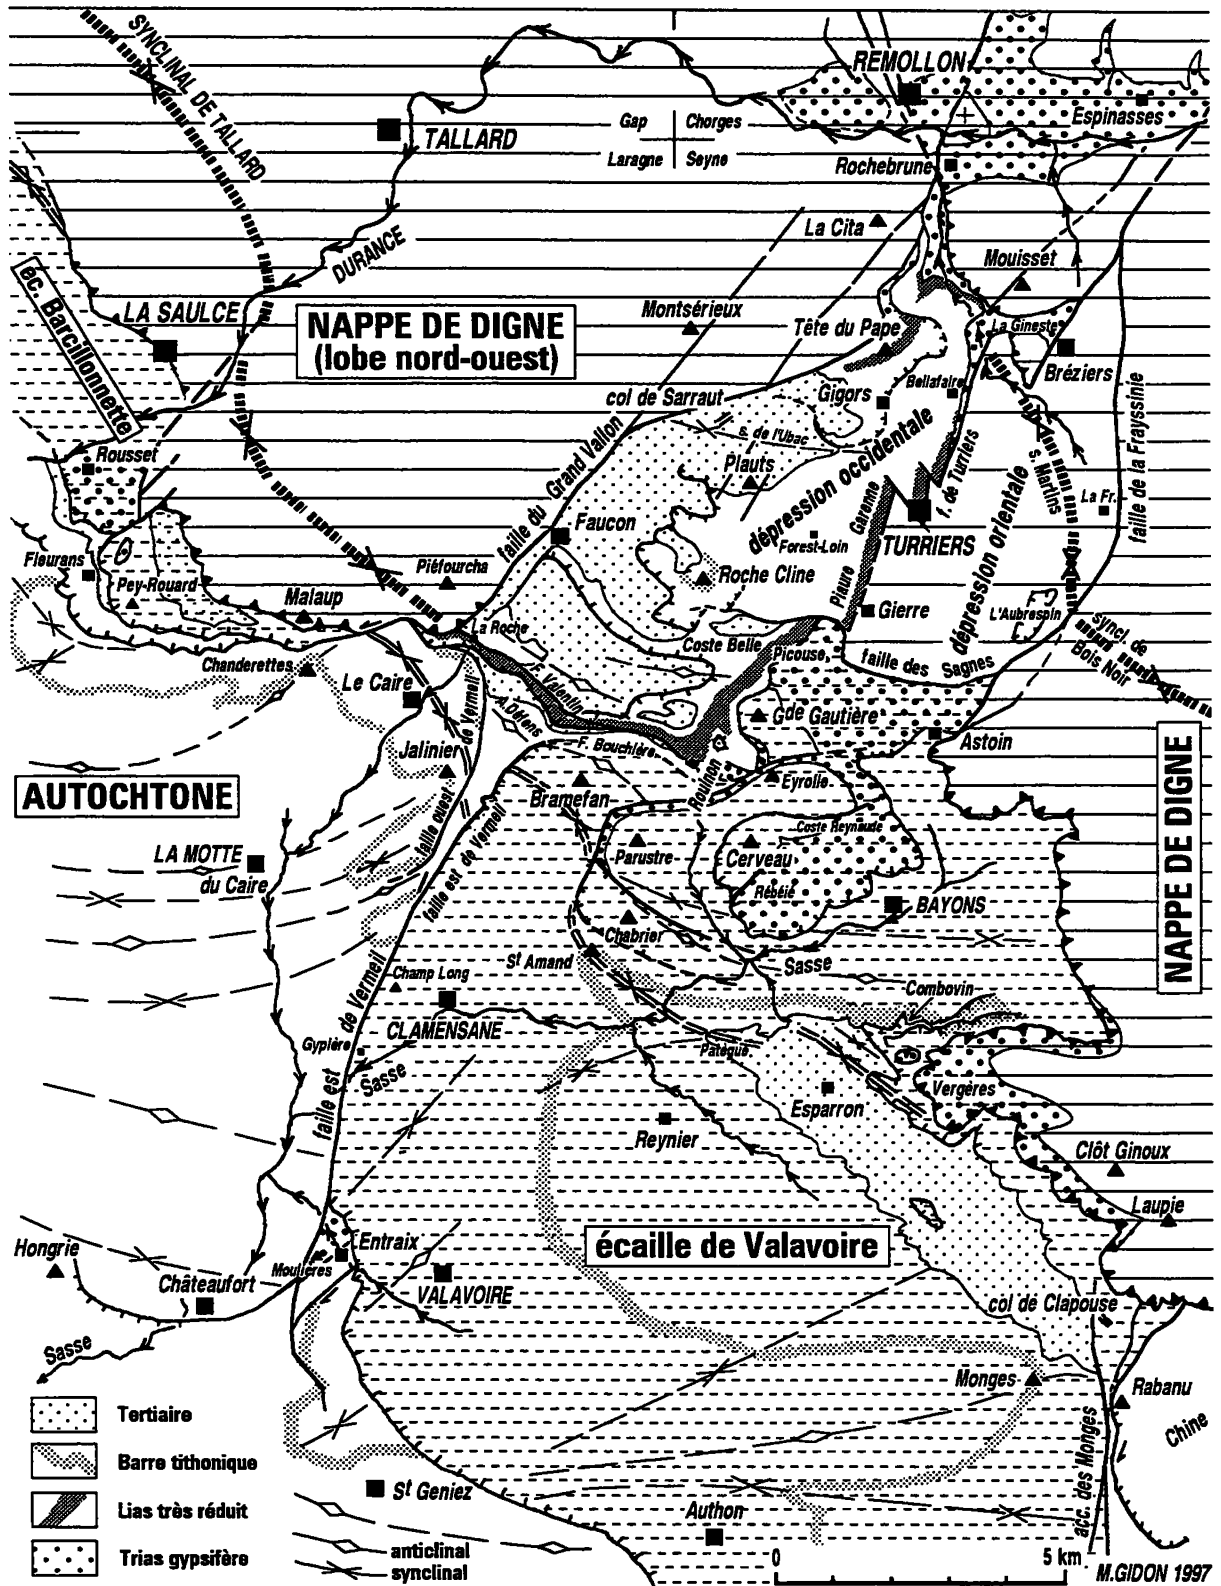 SYNCLINAL DE TALLARD
REMOLLON
Espinasses
TALLARD
Gap
Chorges
Laragne
Seyne
Rochebrune
La Cita
DURANCE
Mouisset
éc. Barcillonnette
LA SAULCE
NAPPE DE DIGNE
(lobe nord-ouest)
Montsérieux
Tête du Pape
La Gineste
Bréziers
Bellafaire
Gigors
col de Sarraut
s. de l'Ubac
faille du Grand Vallon
Plauts
dépression occidentale
f. de Turriers
s. Martins
faille de la Frayssinie
La Fr.
Rousset
Faucon
Garenne
Forest-Loin
TURRIERS
dépression orientale
Fleurans
Pey-Rouard
Piéfourcha
Roche Cline
Plaure
Malaup
La Roche
Gierre
L'Aubrespin
Coste Belle
Picouse
faille des Sagnes
syncl. de
Bois Noir
Chanderettes
Le Caire
F. Valentin
A. Défens
Gde Gautière
Astoin
F. Bouchière
Jalinier
faille ouest de Vermeil
AUTOCHTONE
Bramefan
Roulnon
Eyrolle
NAPPE DE DIGNE
Coste Reynaude
Parustre
Cerveau
LA MOTTE
du Caire
faille est de Vermeil
Rébéié
BAYONS
Chabrier
St Amand
Sasse
Champ Long
Combovin
CLAMENSANE
Gypière
Sasse
Patègue
faille est de Vermeil
Esparron
Vergères
Reynier
Clôt Ginoux
Laupie
Hongrie
Entraix
écaille de Valavoire
Moulières
Châteaufort
VALAVOIRE
col de Clapouse
Sasse
Monges
Rabanu
Chine
Tertiaire
Barre tithonique
acc. des Monges
St Geniez
Lias très réduit
Authon
Trias gypsifère
anticlinal
synclinal
0
5 km
M.GIDON 1997